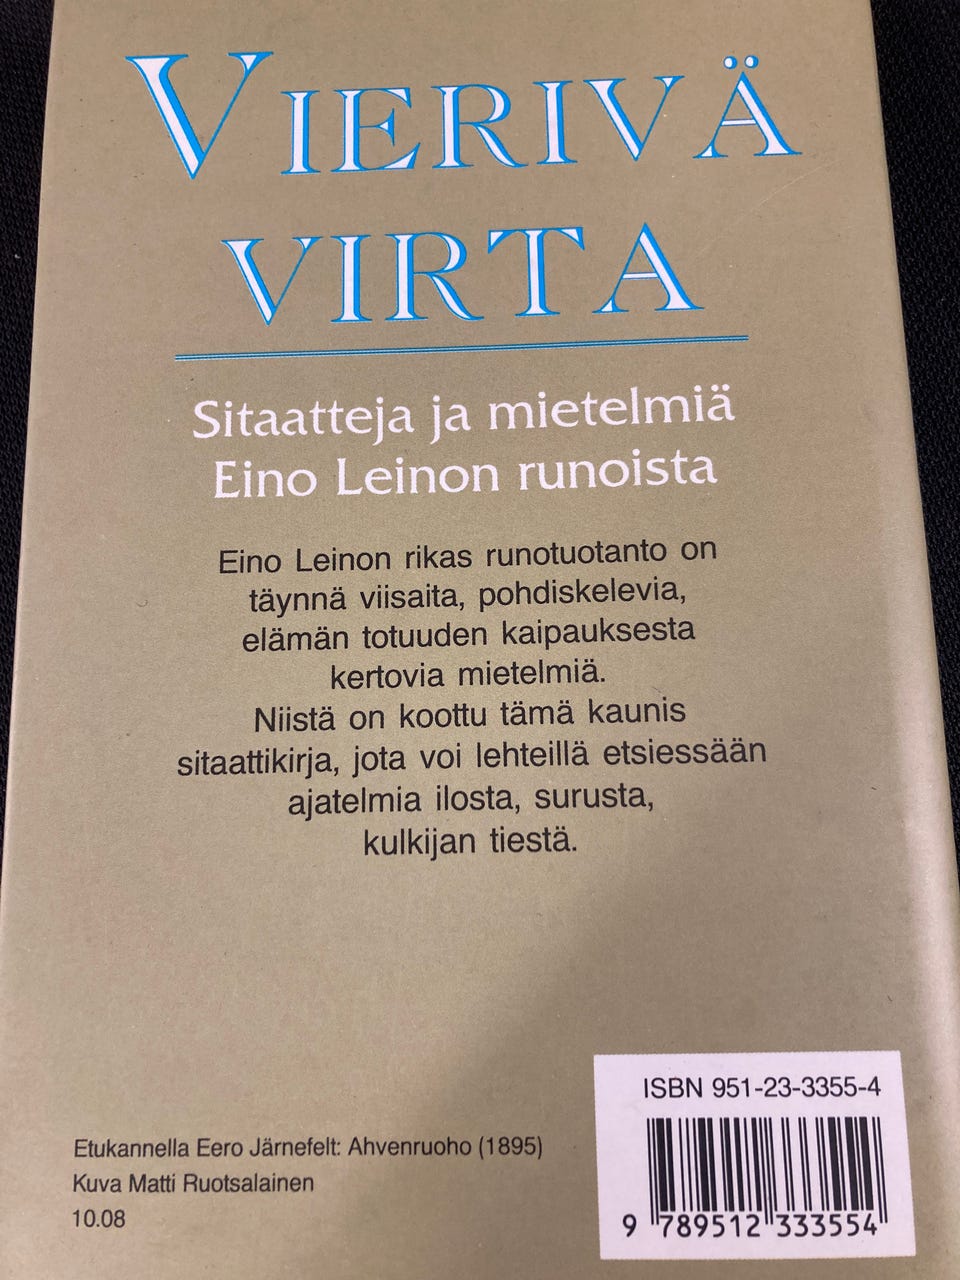 VIERIVÄ
VIRTA
Sitaatteja ja mietelmiä
Eino Leinon runoista
Eino Leinon rikas runotuotanto on
täynnä viisaita, pohdiskelevia,
elämän totuuden kaipauksesta
kertovia mietelmiä.
Niistä on koottu tämä kaunis
sitaattikirja, jota voi lehteillä etsiessään
ajatelmia ilosta, surusta,
kulkijan tiestä.
ISBN 951-23-3355-4
Etukannella Eero Järnefelt: Ahvenruoho (1895)
Kuva Matti Ruotsalainen
10.08
9 789512 333554